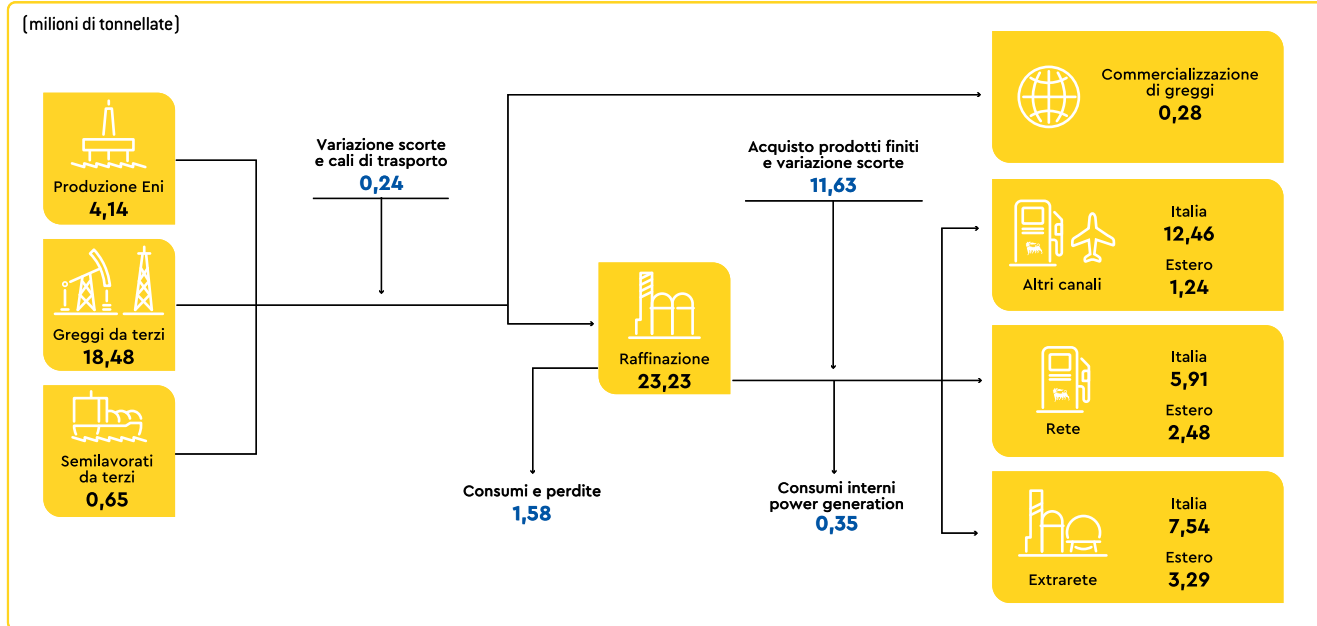 (milioni di tonnellate)
Produzione Eni
4,14
Greggi da terzi
18,48
Semilavorati
da terzi
0,65
Variazione scorte
e cali di trasporto
0,24
Raffinazione
23,23
Consumi e perdite
1,58
Acquisto prodotti finiti
e variazione scorte
11,63
Consumi interni
power generation
0,35
Commercializzazione
di greggi
0,28
Altri canali
Italia
12,46
Estero
1,24
Rete
Italia
5,91
Estero
2,48
Extrarete
Italia
7,54
Estero
3,29